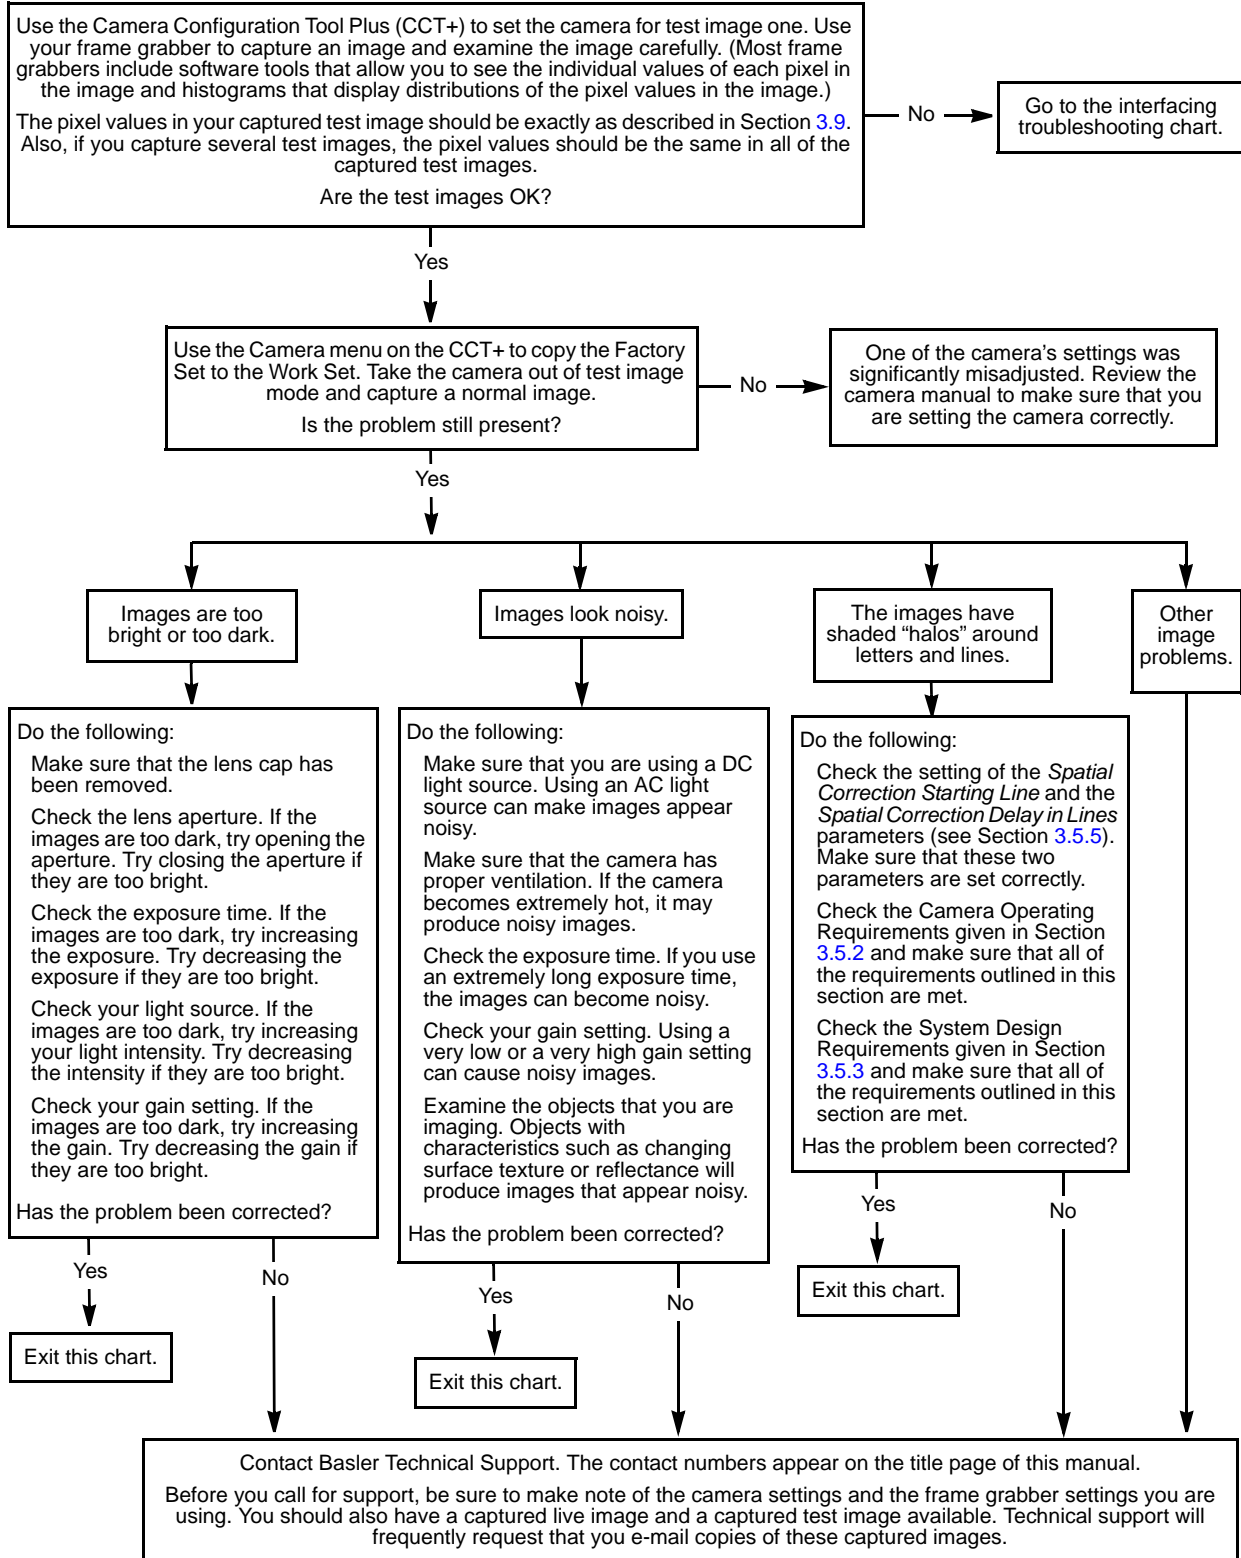 Use the Camera Configuration Tool Plus (CCT+) to set the camera for test image one. Use
your frame grabber to capture an image and examine the image carefully. (Most frame
grabbers include software tools that allow you to see the individual values of each pixel in
the image and histograms that display distributions of the pixel values in the image.)
The pixel values in your captured test image should be exactly as described in Section 3.9.
Also, if you capture several test images, the pixel values should be the same in all of the
captured test images.
Are the test images OK?
No
Go to the interfacing
troubleshooting chart.
Yes
Use the Camera menu on the CCT+ to copy the Factory
Set to the Work Set. Take the camera out of test image
mode and capture a normal image.
Is the problem still present?
No
One of the camera's settings was
significantly misadjusted. Review the
camera manual to make sure that you
are setting the camera correctly.
Yes
Images are too
bright or too dark.
Images look noisy.
The images have
shaded “halos” around
letters and lines.
Other
image
problems.
Do the following:
Make sure that the lens cap has
been removed.
Check the lens aperture. If the
images are too dark, try opening the
aperture. Try closing the aperture if
they are too bright.
Check the exposure time. If the
images are too dark, try increasing
the exposure. Try decreasing the
exposure if they are too bright.
Check your light source. If the
images are too dark, try increasing
your light intensity. Try decreasing
the intensity if they are too bright.
Check your gain setting. If the
images are too dark, try increasing
the gain. Try decreasing the gain if
they are too bright.
Has the problem been corrected?
Yes
No
Exit this chart.
Do the following:
Make sure that you are using a DC
light source. Using an AC light
source can make images appear
noisy.
Make sure that the camera has
proper ventilation. If the camera
becomes extremely hot, it may
produce noisy images.
Check the exposure time. If you use
an extremely long exposure time,
the images can become noisy.
Check your gain setting. Using a
very low or a very high gain setting
can cause noisy images.
Examine the objects that you are
imaging. Objects with
characteristics such as changing
surface texture or reflectance will
produce images that appear noisy.
Has the problem been corrected?
Yes
No
Exit this chart.
Do the following:
Check the setting of the Spatial
Correction Starting Line and the
Spatial Correction Delay in Lines
parameters (see Section 3.5.5).
Make sure that these two
parameters are set correctly.
Check the Camera Operating
Requirements given in Section
3.5.2 and make sure that all of
the requirements outlined in this
section are met.
Check the System Design
Requirements given in Section
3.5.3 and make sure that all of
the requirements outlined in this
section are met.
Has the problem been corrected?
Yes
No
Exit this chart.
Contact Basler Technical Support. The contact numbers appear on the title page of this manual.
Before you call for support, be sure to make note of the camera settings and the frame grabber settings you are
using. You should also have a captured live image and a captured test image available. Technical support will
frequently request that you e-mail copies of these captured images.